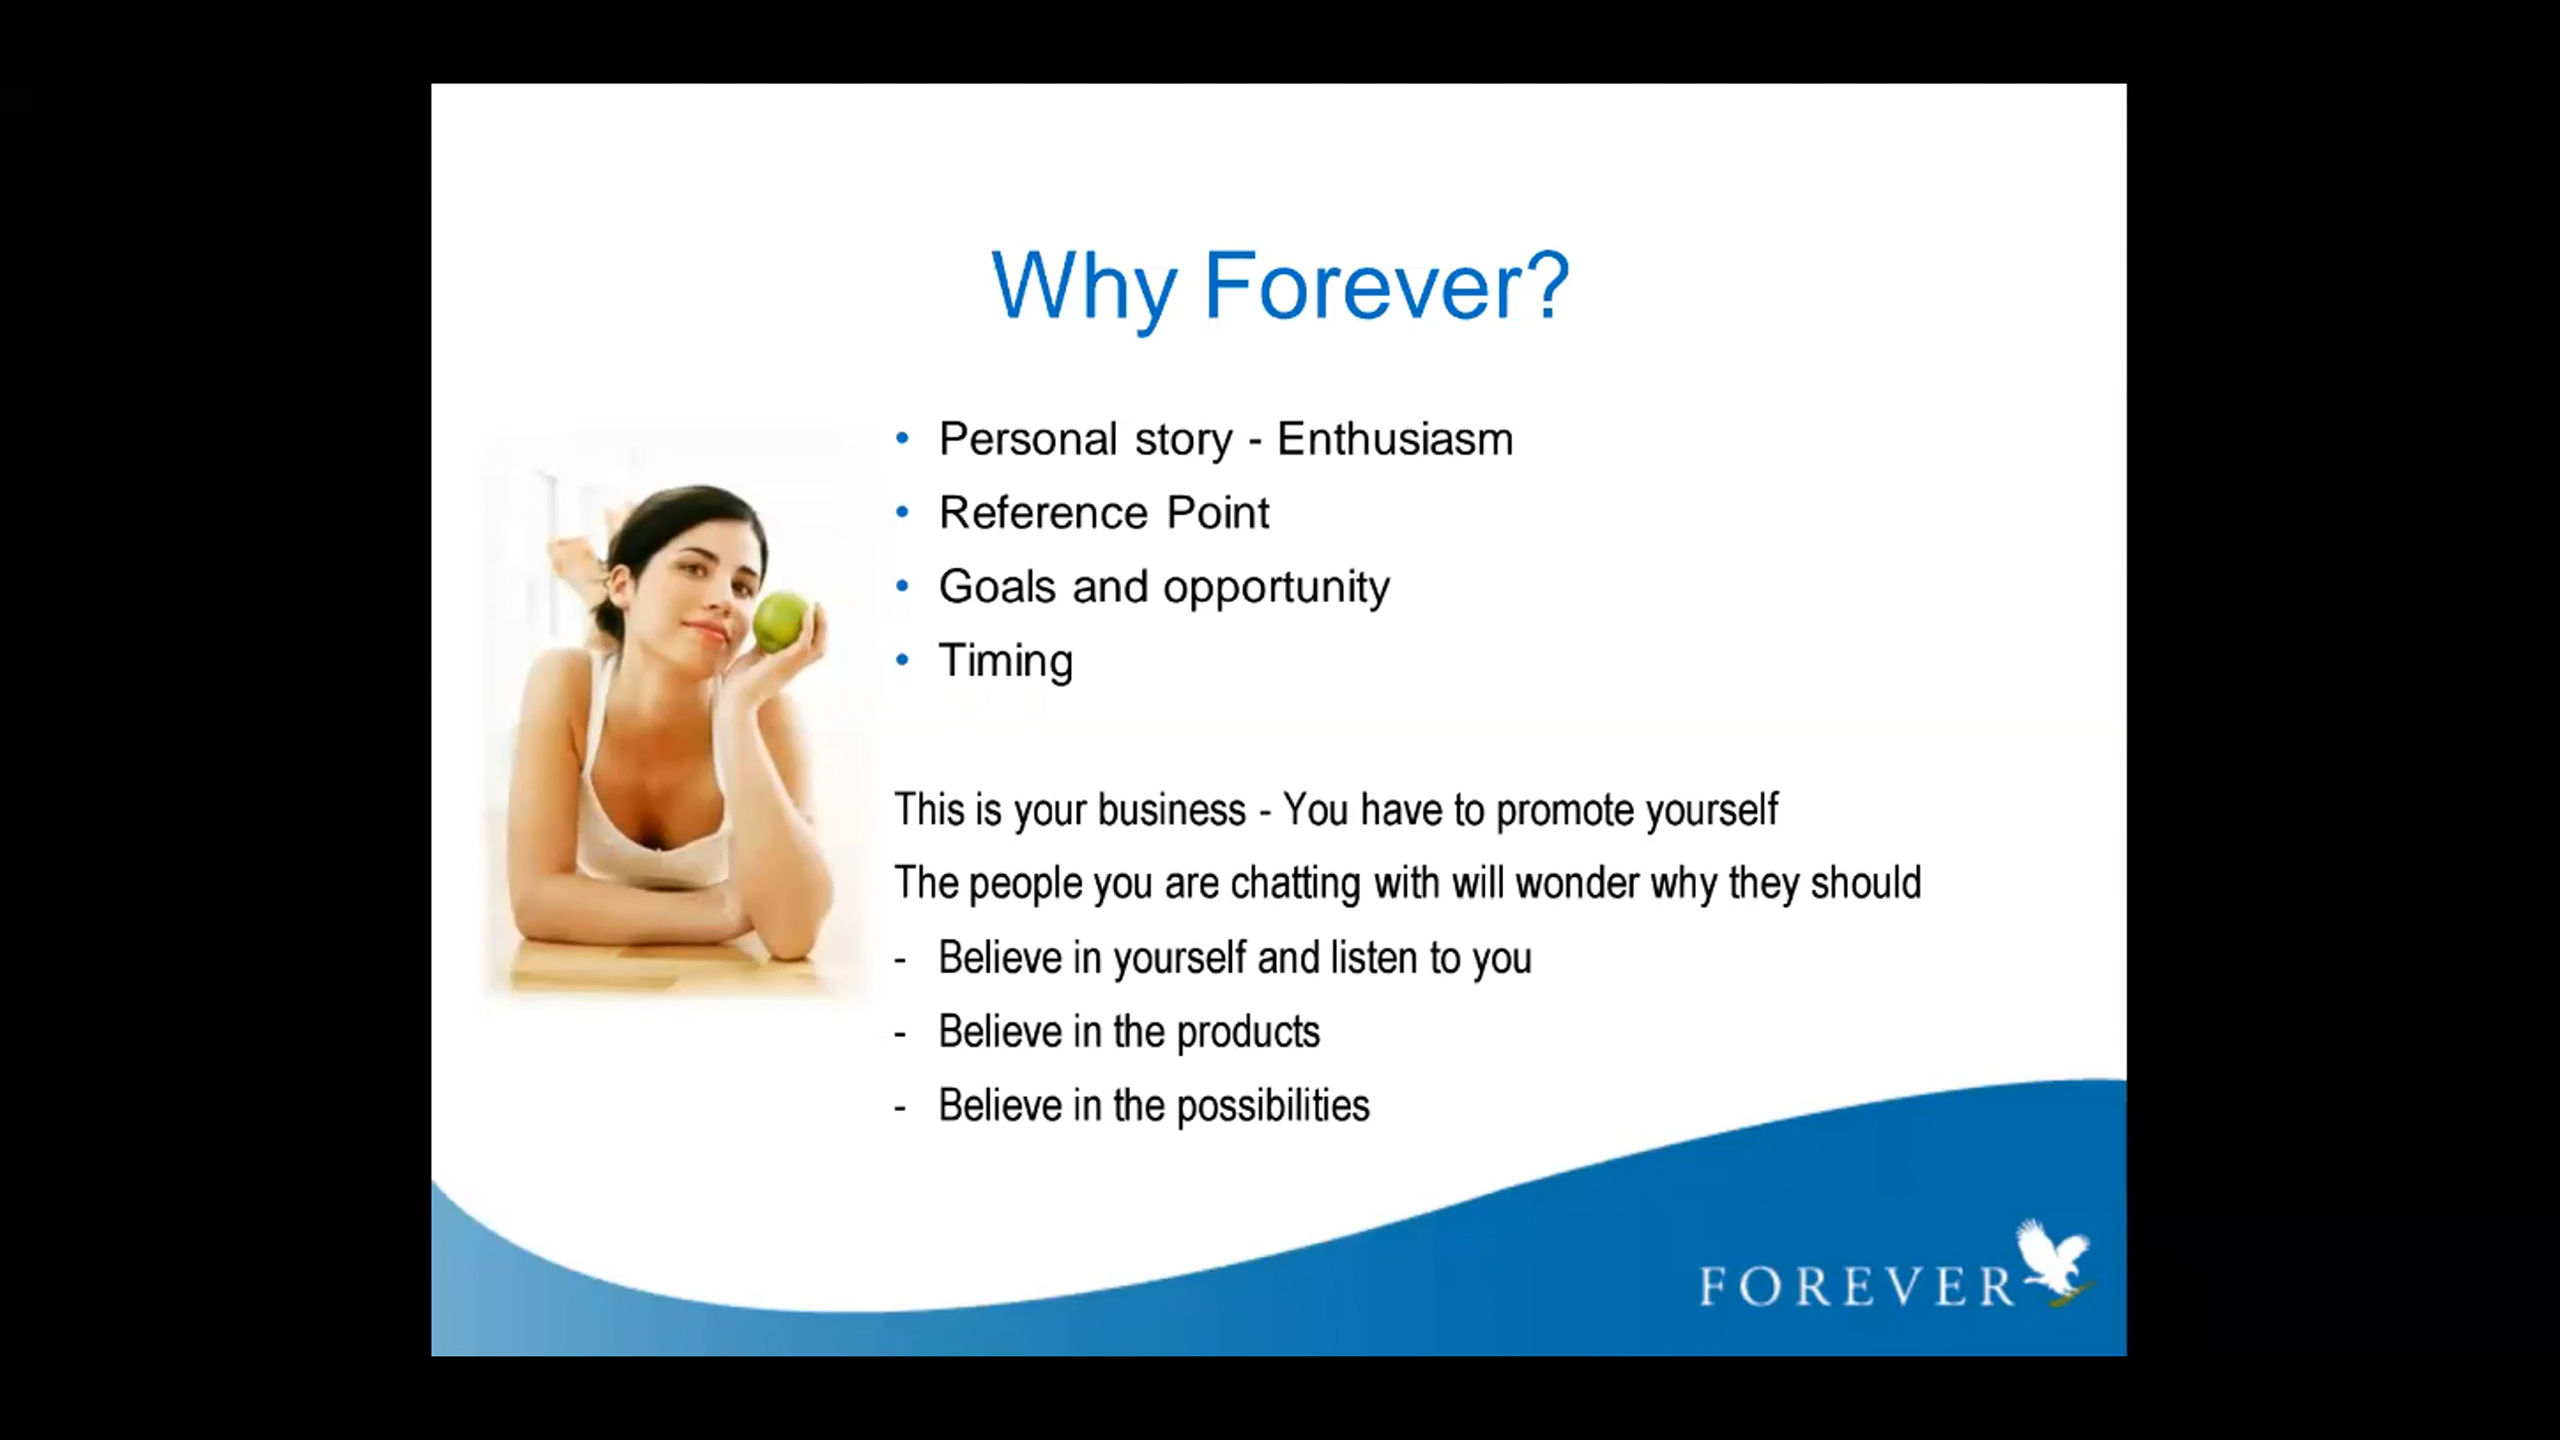 Why Forever?
• Personal story - Enthusiasm
• Reference Point
• Goals and opportunity
• Timing
This is your business - You have to promote yourself
The people you are chatting with will wonder why they should
- Believe in yourself and listen to you
- Believe in the products
- Believe in the possibilities
FOREVER